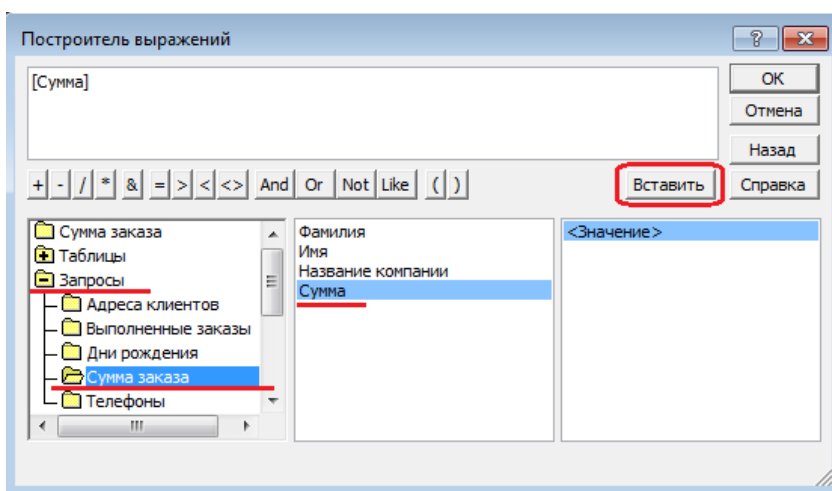 Построитель выражений
?
[Сумма]
OK
Отмена
Назад
+ - / * & = > < <> And Or Not Like ( ) Вставить Справка
Сумма заказа
Таблицы
Запросы
Адреса клиентов
Выполненные заказы
Дни рождения
Сумма заказа
Телефоны
Фамилия
Имя
Название компании
Сумма
<Значение>